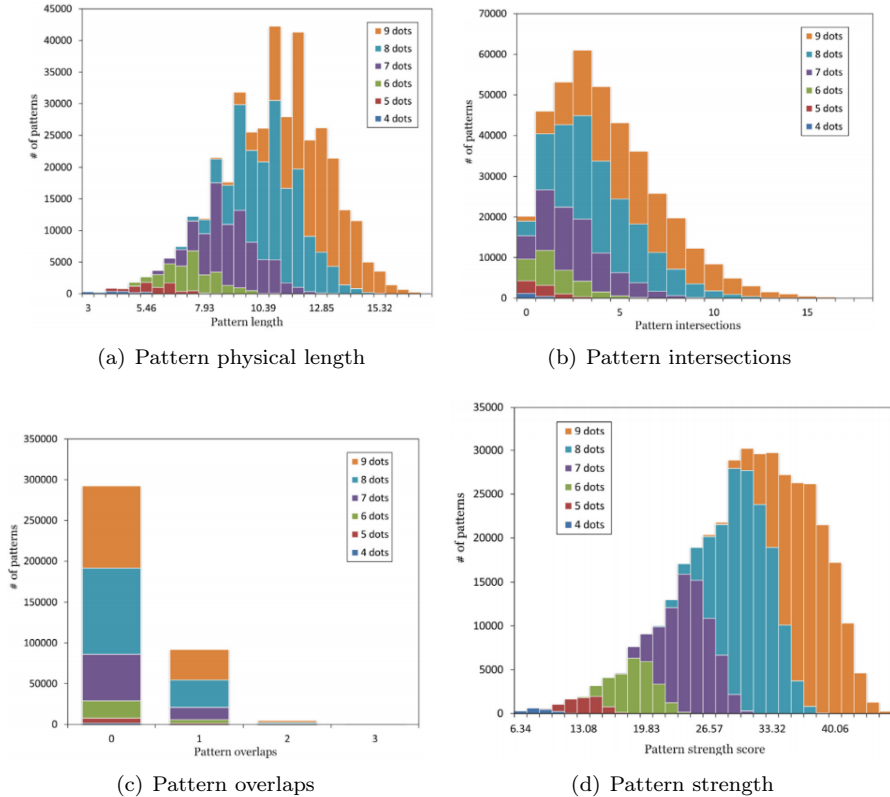 45000
40000
35000
30000
25000
20000
15000
10000
5000
0
# of patterns
9 dots
8 dots
7 dots
6 dots
5 dots
4 dots
3 5.46 7.93 10.39 12.85 15.32
Pattern length
(a) Pattern physical length
70000
60000
50000
40000
30000
20000
10000
0
# of patterns
9 dots
8 dots
7 dots
6 dots
5 dots
4 dots
0 5 10 15
Pattern intersections
(b) Pattern intersections
350000
300000
250000
200000
150000
100000
50000
0
# of patterns
9 dots
8 dots
7 dots
6 dots
5 dots
4 dots
0 1 2 3
Pattern overlaps
(c) Pattern overlaps
35000
30000
25000
20000
15000
10000
5000
0
# of patterns
9 dots
8 dots
7 dots
6 dots
5 dots
4 dots
6.34 13.08 19.83 26.57 33.32 40.06
Pattern strength score
(d) Pattern strength